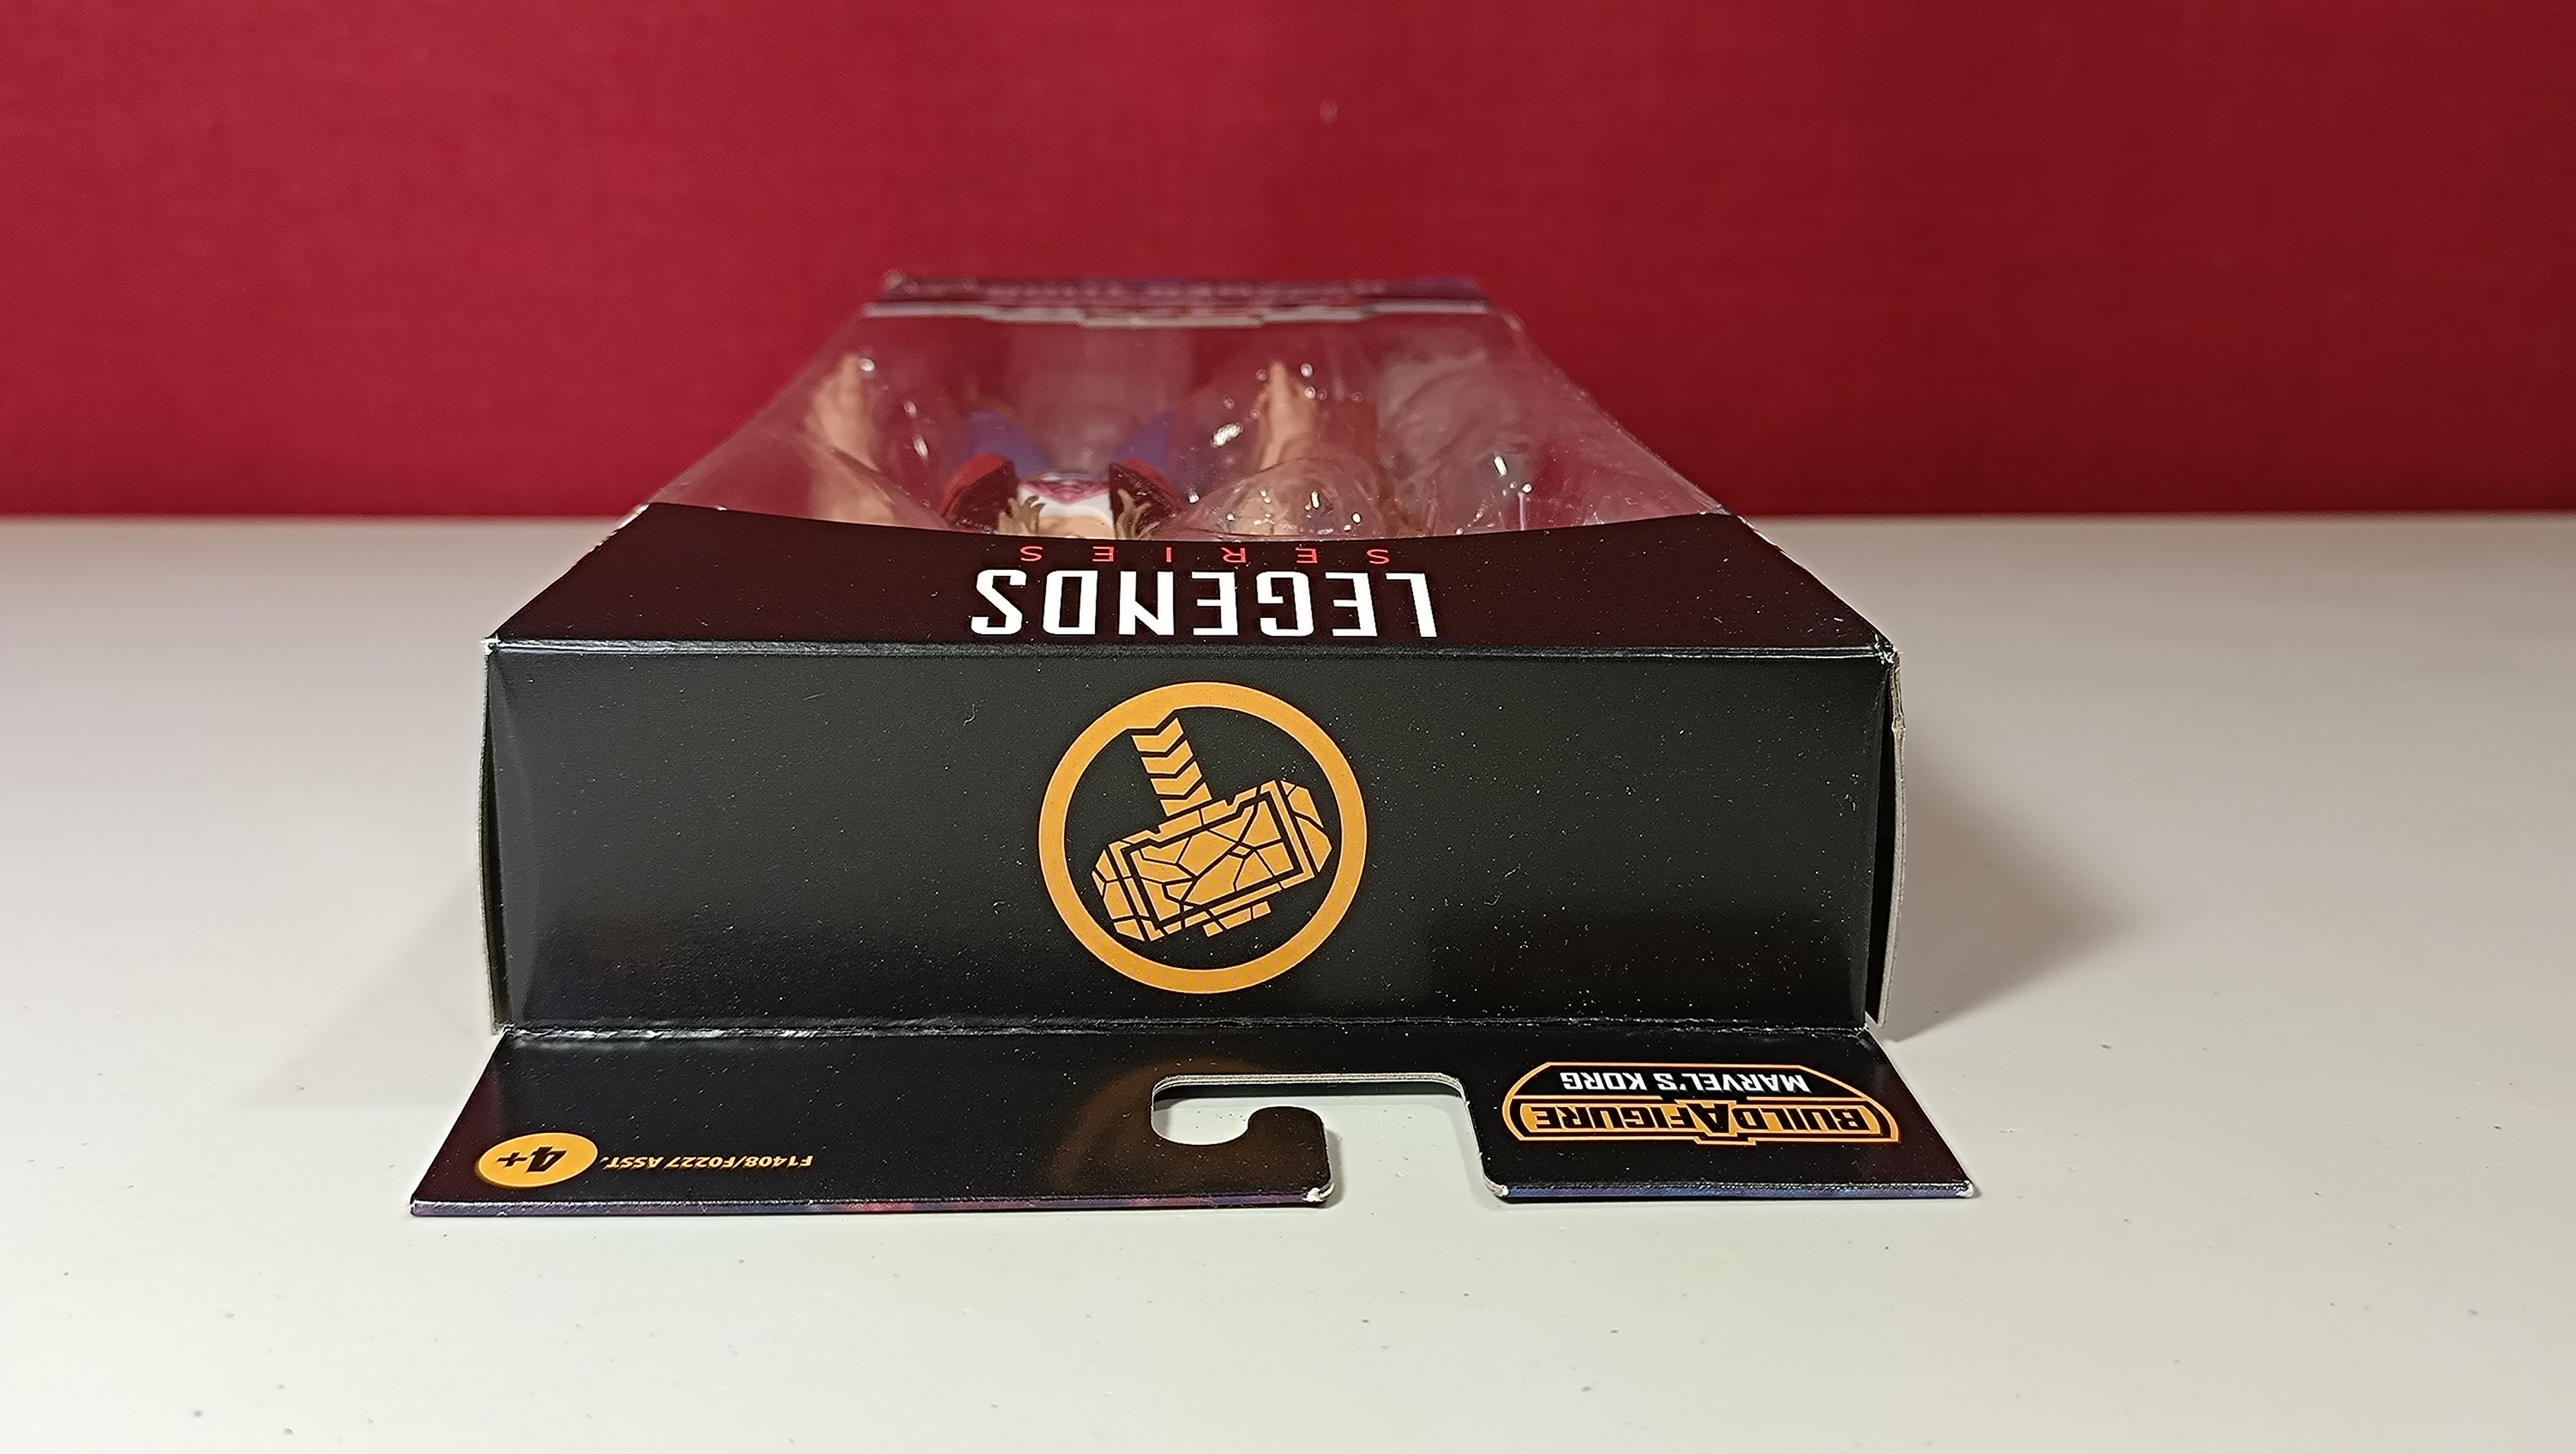 LEGENDS
SERIES
BUILD A FIGURE
MARVEL'S KORG
F1408/F0227 ASST.
4+